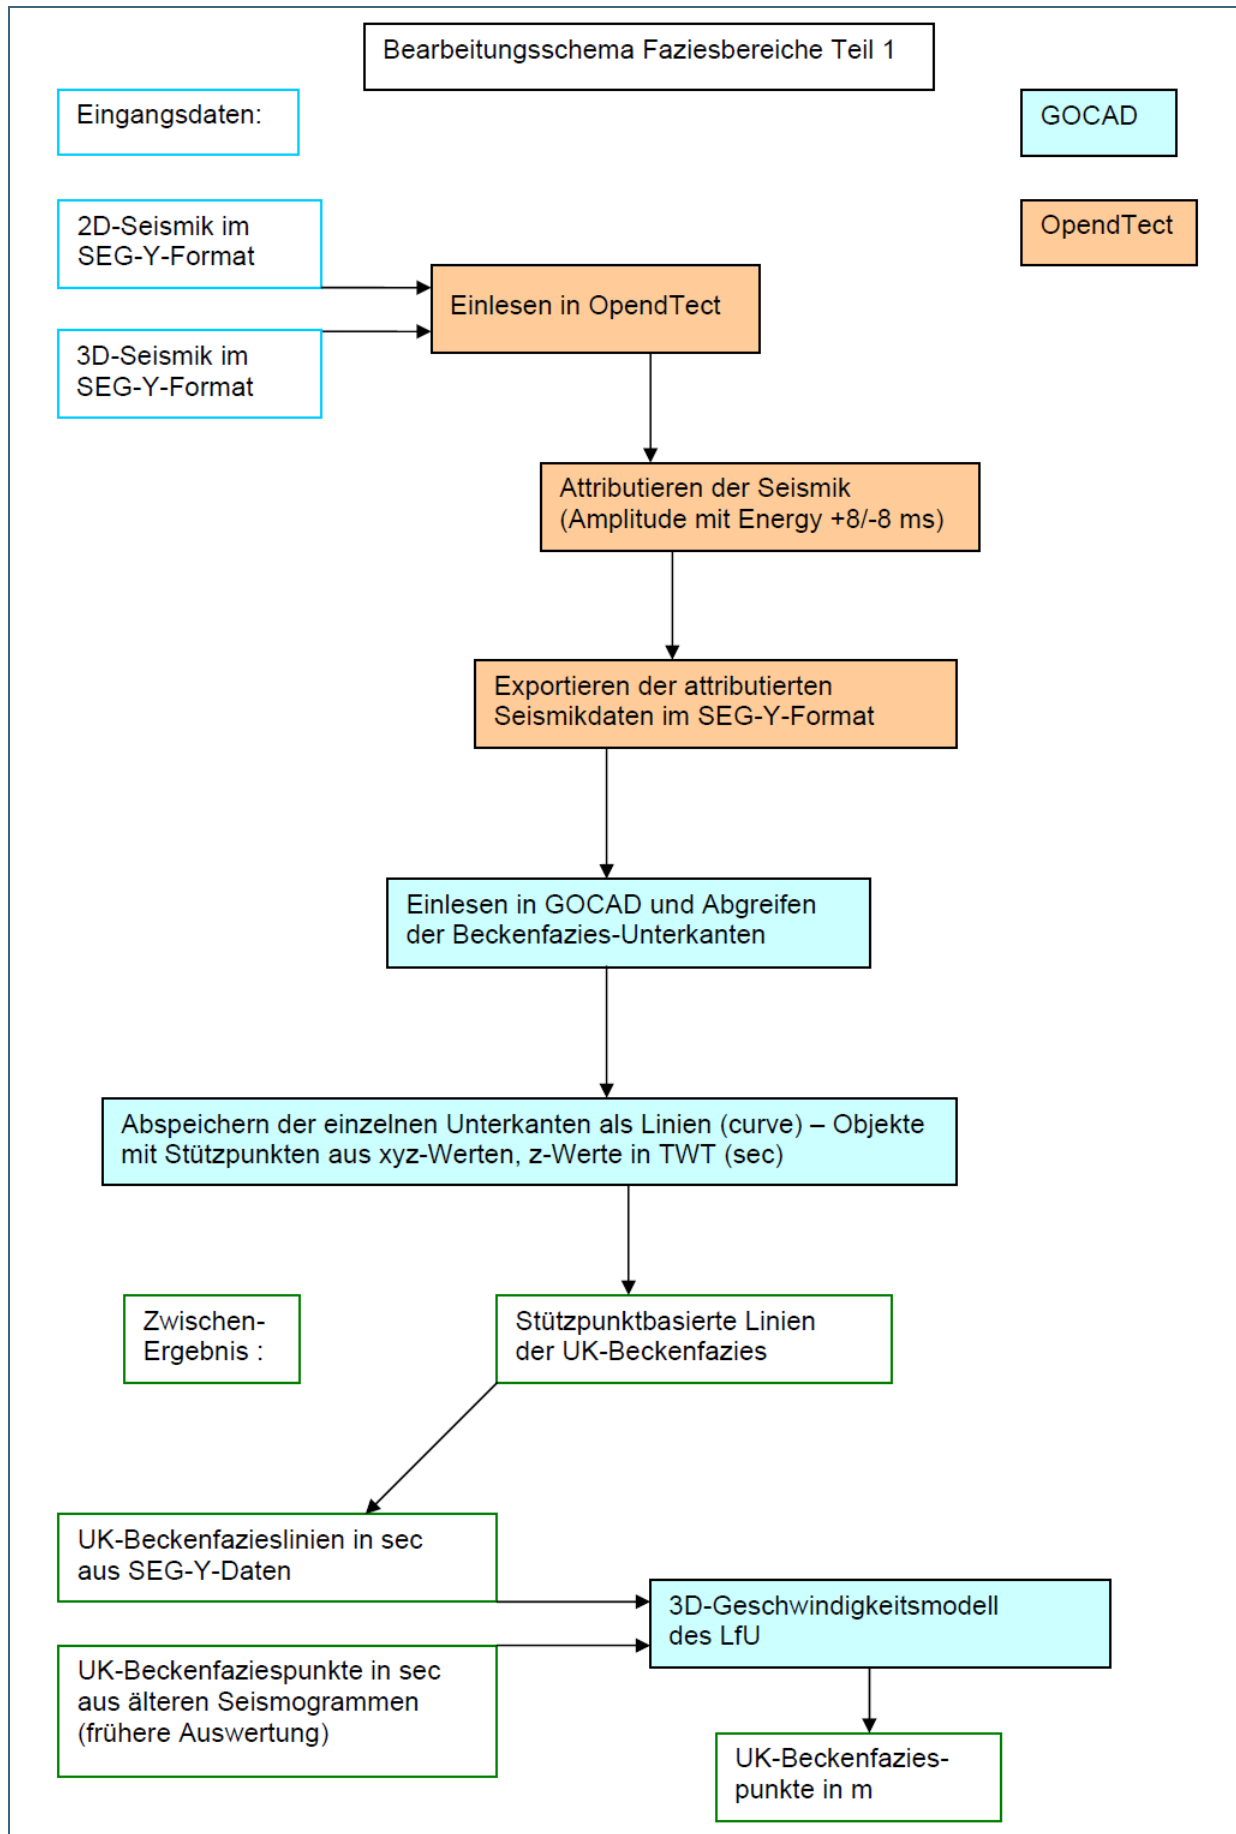 Bearbeitungsschema Faziesbereiche Teil 1
Eingangsdaten:
GOCAD
2D-Seismik im
SEG-Y-Format
OpendTect
Einlesen in OpendTect
3D-Seismik im
SEG-Y-Format
Attributieren der Seismik
(Amplitude mit Energy +8/-8 ms)
Exportieren der attributierten
Seismikdaten im SEG-Y-Format
Einlesen in GOCAD und Abgreifen
der Beckenfazies-Unterkanten
Abspeichern der einzelnen Unterkanten als Linien (curve) – Objekte
mit Stützpunkten aus xyz-Werten, z-Werte in TWT (sec)
Zwischen-
Ergebnis :
Stützpunktbasierte Linien
der UK-Beckenfazies
UK-Beckenfazieslinien in sec
aus SEG-Y-Daten
3D-Geschwindigkeitsmodell
des LfU
UK-Beckenfaziespunkte in sec
aus älteren Seismogrammen
(frühere Auswertung)
UK-Beckenfazies-
punkte in m